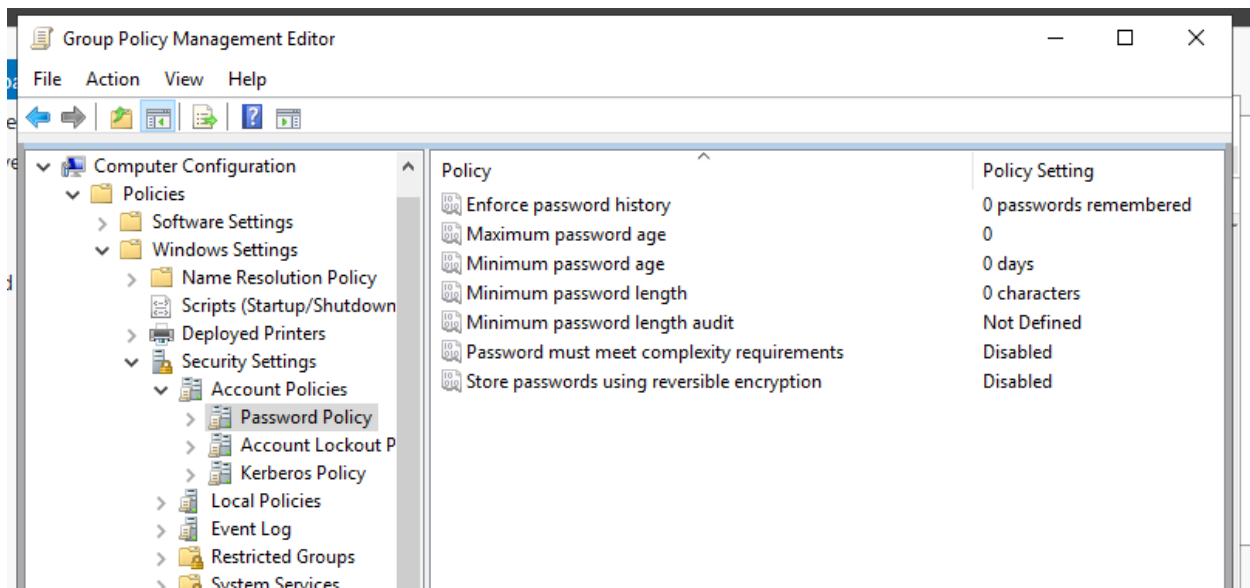 Group Policy Management Editor
File Action View Help
Computer Configuration
Policies
Software Settings
Windows Settings
Name Resolution Policy
Scripts (Startup/Shutdown
Deployed Printers
Security Settings
Account Policies
Password Policy
Account Lockout P
Kerberos Policy
Local Policies
Event Log
Restricted Groups
System Services
Policy Policy Setting
Enforce password history 0 passwords remembered
Maximum password age 0
Minimum password age 0 days
Minimum password length 0 characters
Minimum password length audit Not Defined
Password must meet complexity requirements Disabled
Store passwords using reversible encryption Disabled